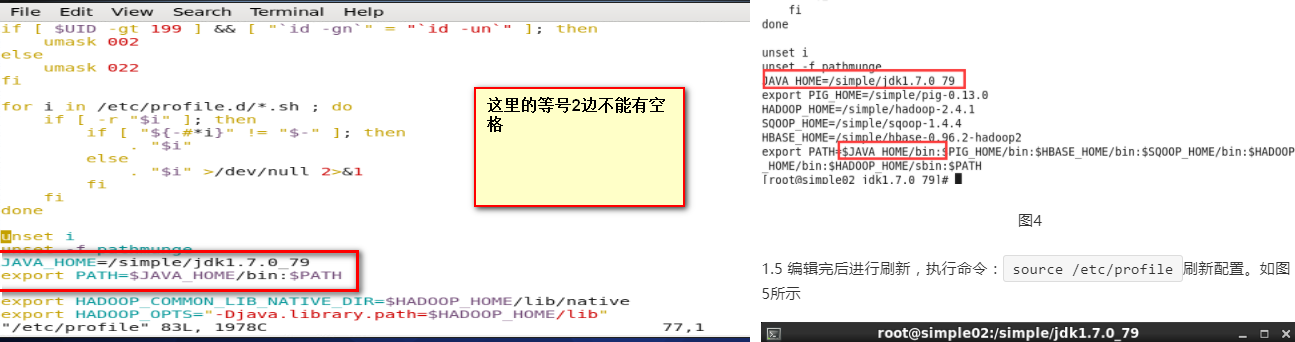 File Edit View Search Terminal Help
if [ $UID -gt 199 ] && [ "`id -gn`" = "`id -un`" ]; then
umask 002
else
umask 022
fi
for i in /etc/profile.d/*.sh ; do
if [ -r "$i" ]; then
if [ "${-#*i}" != "$-" ]; then
. "$i"
else
. "$i" >/dev/null 2>&1
fi
fi
done
unset i
unset -f pathmunge
JAVA_HOME=/simple/jdk1.7.0_79
export PATH=$JAVA_HOME/bin:$PATH
export HADOOP_COMMON_LIB_NATIVE_DIR=$HADOOP_HOME/lib/native
export HADOOP_OPTS="-Djava.library.path=$HADOOP_HOME/lib"
"/etc/profile" 83L, 1978C 77,1
这里的等号2边不能有空
格
fi
done
unset i
unset -f pathmunge
JAVA_HOME=/simple/jdk1.7.0_79
export PIG_HOME=/simple/pig-0.13.0
HADOOP_HOME=/simple/hadoop-2.4.1
SQOOP_HOME=/simple/sqoop-1.4.4
HBASE_HOME=/simple/hbase-0.96.2-hadoop2
export PATH=$JAVA_HOME/bin:$PIG_HOME/bin:$HBASE_HOME/bin:$SQOOP_HOME/bin:$HADOOP
_HOME/bin:$HADOOP_HOME/sbin:$PATH
[root@simple02 jdk1.7.0_79]#
图4
1.5 编辑完后进行刷新，执行命令： source /etc/profile 刷新配置。如图
5所示
root@simple02:/simple/jdk1.7.0_79